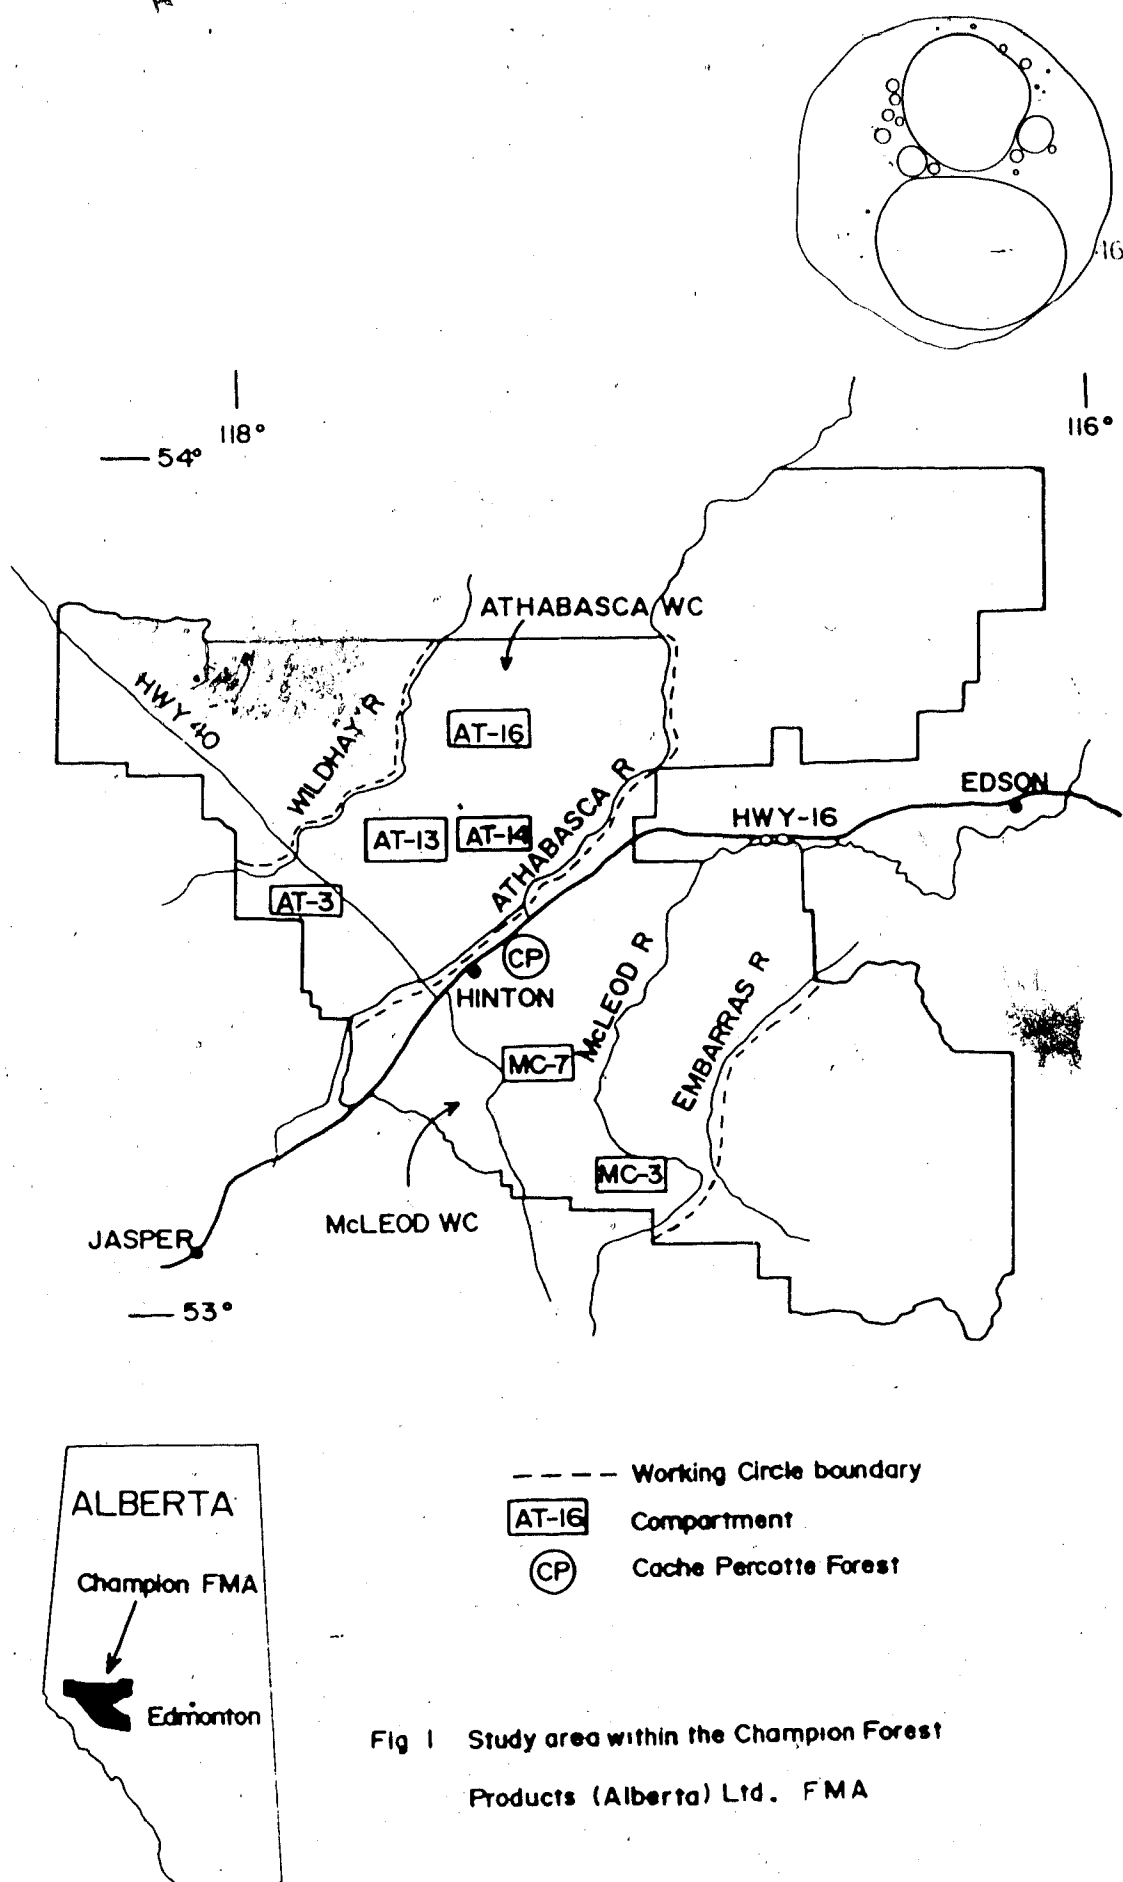 16
118°
116°
54°
ATHABASCA WC
HWY 40
WILDHAY R
AT-16
ATHABASCA R
EDSON
HWY-16
AT-13
AT-14
AT-3
CP
HINTON
McLEOD R
EMBARRAS R
MC-7
MC-3
McLEOD WC
JASPER
53°
ALBERTA
Champion FMA
Edmonton
Working Circle boundary
AT-16 Compartment
CP Cache Percotte Forest
Fig 1 Study area within the Champion Forest
Products (Alberta) Ltd. FMA